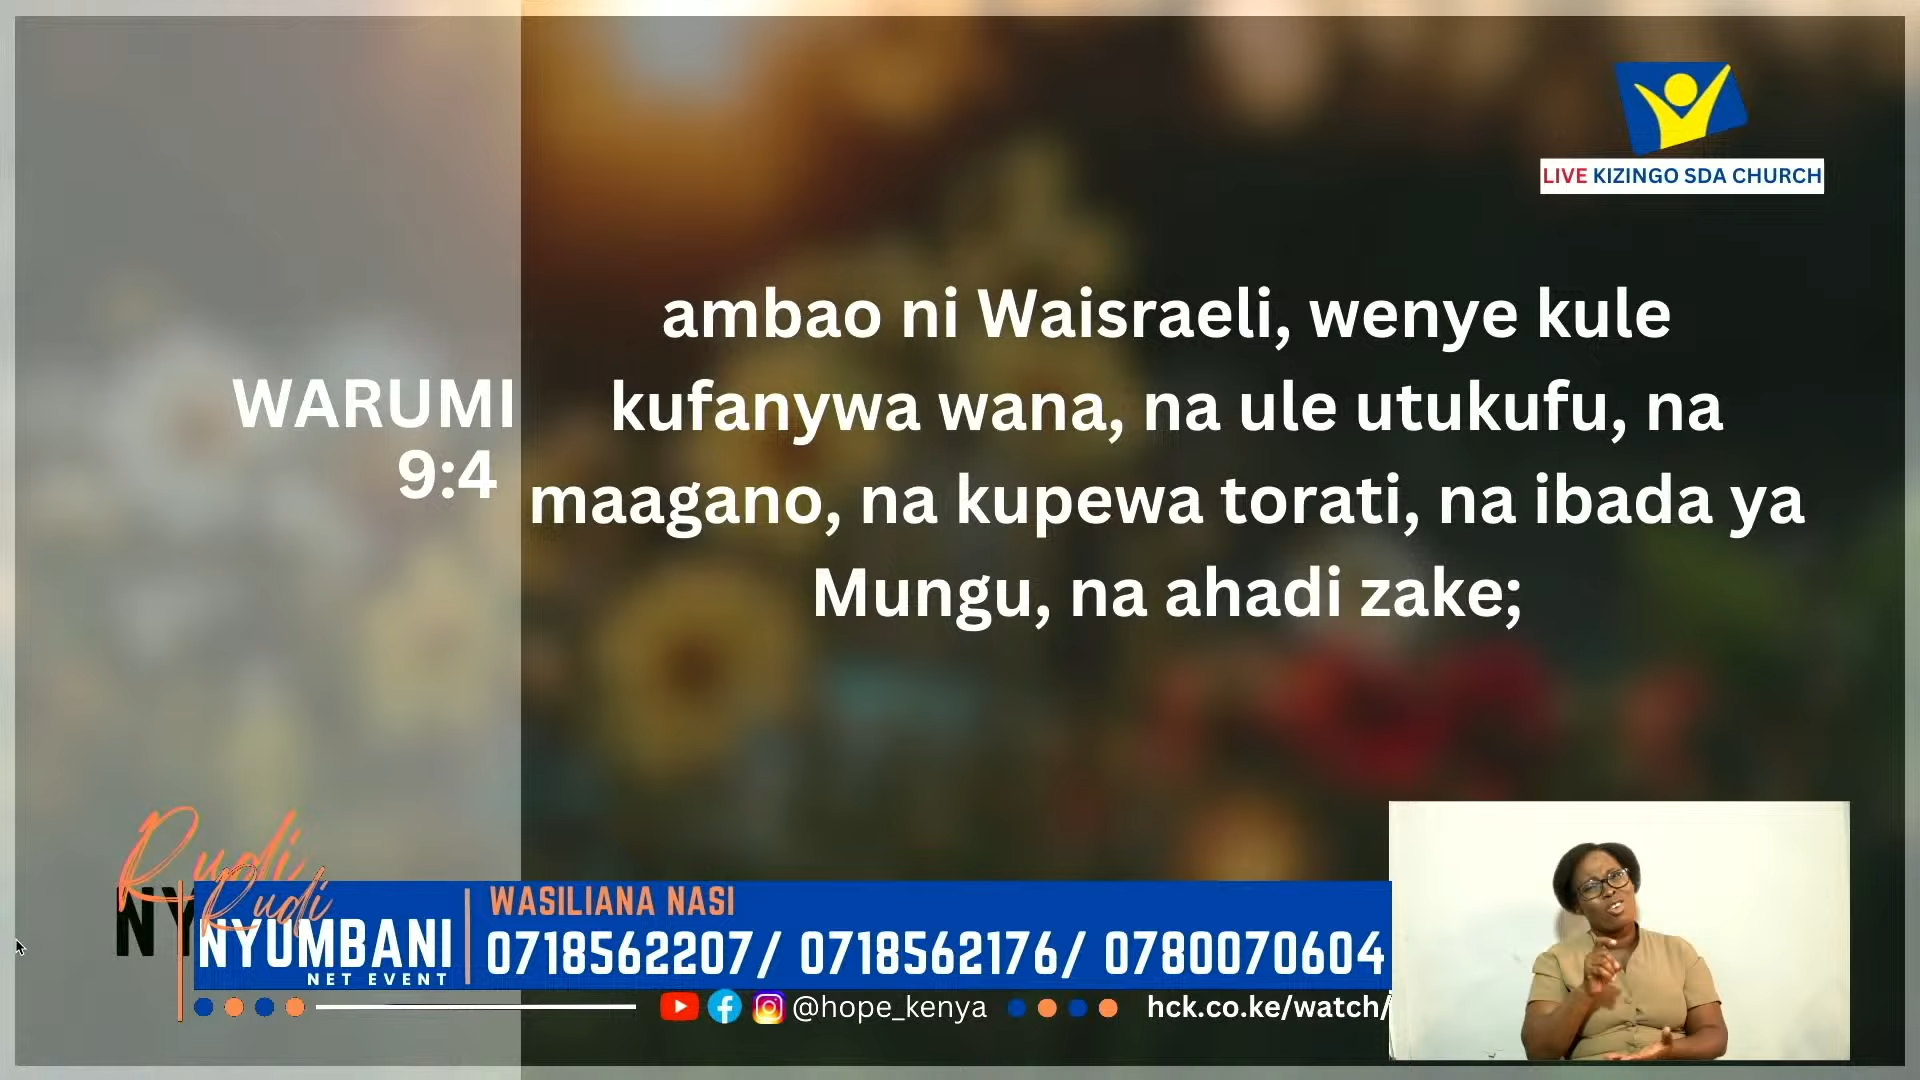 LIVE KIZINGO SDA CHURCH
WARUMI
9:4
ambao ni Waisraeli, wenye kule
kufanywa wana, na ule utukufu, na
maagano, na kupewa torati, na ibada ya
Mungu, na ahadi zake;
Rudi
NY
Rudi
NYUMBANI
NET EVENT
WASILIANA NASI
0718562207/ 0718562176/ 0780070604
@hope_kenya
hck.co.ke/watch/